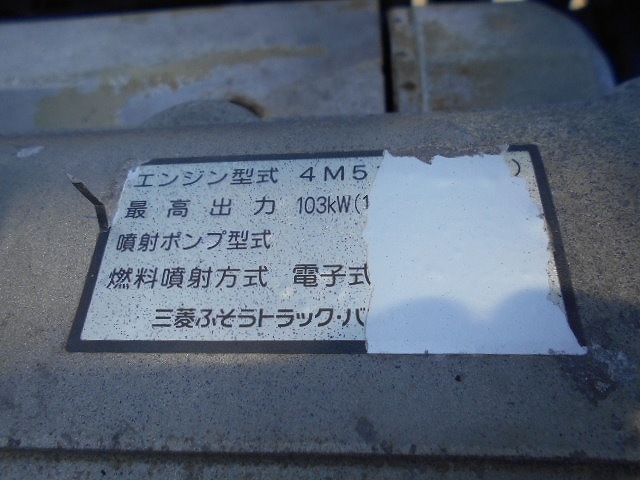 エンジン型式 4M5
最高出力 103kW(1
噴射ポンプ型式
燃料噴射方式 電子式
三菱ふそうトラック・バ